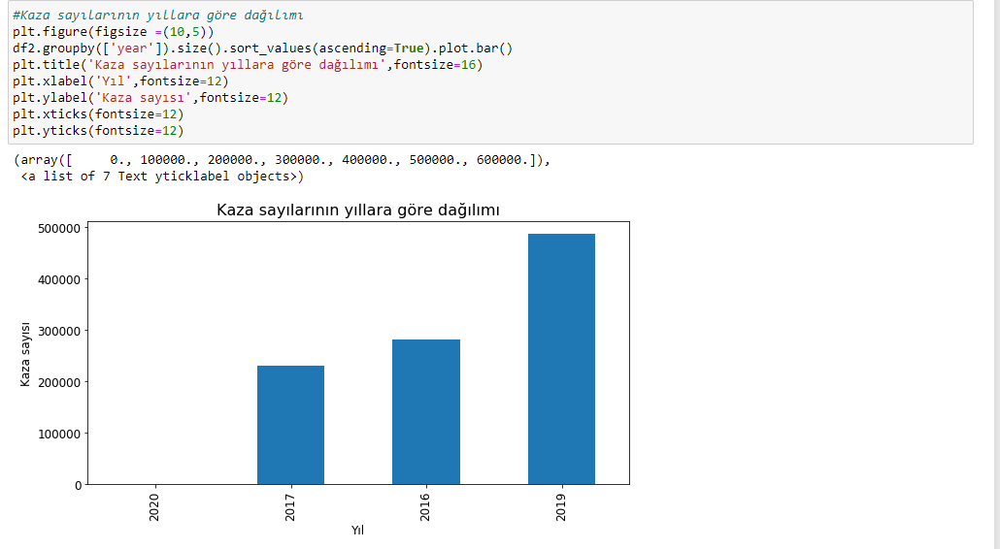 #Kaza sayılarının yıllara göre dağılımı
plt.figure(figsize =(10,5))
df2.groupby(['year']).size().sort_values(ascending=True).plot.bar()
plt.title('Kaza sayılarının yıllara göre dağılımı',fontsize=16)
plt.xlabel('Yıl',fontsize=12)
plt.ylabel('Kaza sayısı',fontsize=12)
plt.xticks(fontsize=12)
plt.yticks(fontsize=12)
(array([     0., 100000., 200000., 300000., 400000., 500000., 600000.]),
 <a list of 7 Text yticklabel objects>)
Kaza sayılarının yıllara göre dağılımı
500000
400000
300000
200000
100000
0
Kaza sayısı
2020
2017
2016
2019
Yıl